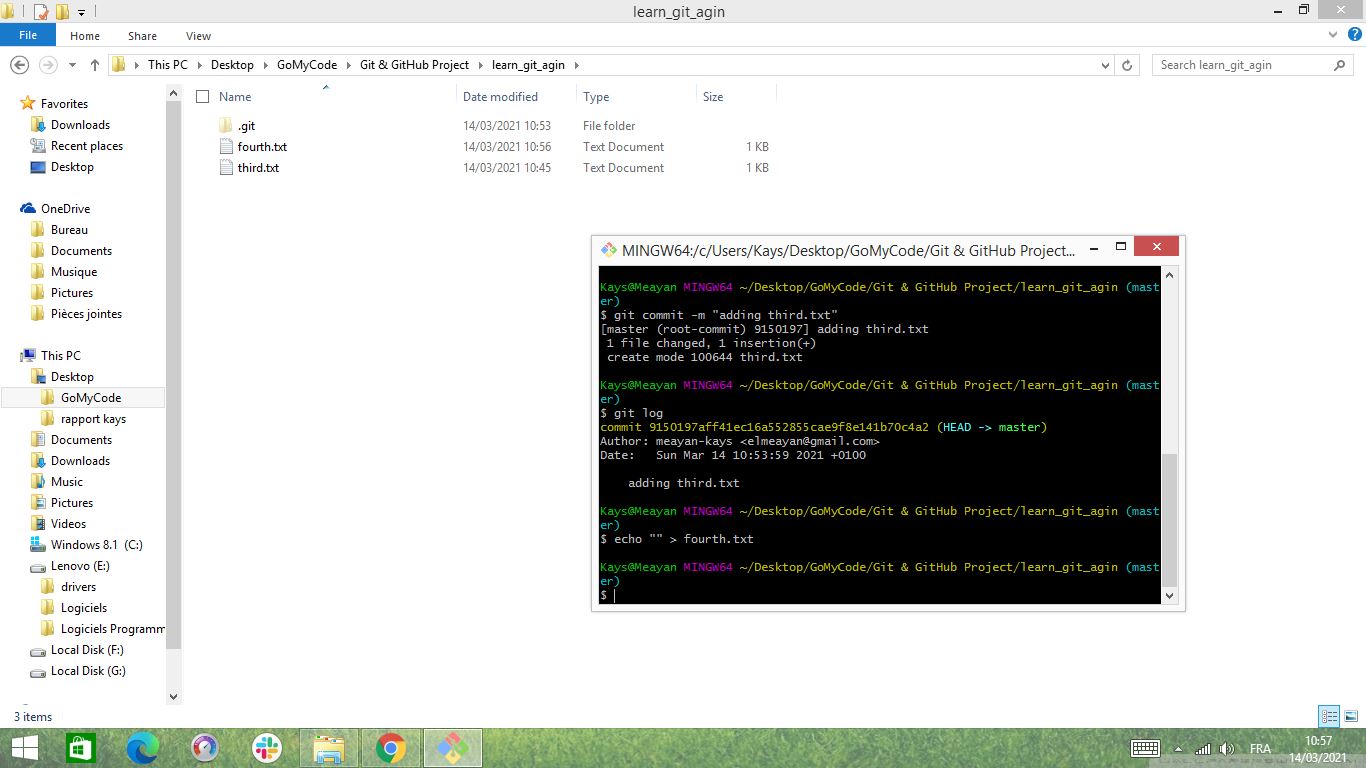 learn_git_agin
File Home Share View
This PC Desktop GoMyCode Git & GitHub Project learn_git_agin
Search learn_git_agin
Name Date modified Type Size
.git 14/03/2021 10:53 File folder
fourth.txt 14/03/2021 10:56 Text Document 1 KB
third.txt 14/03/2021 10:45 Text Document 1 KB
Favorites
Downloads
Recent places
Desktop
OneDrive
Bureau
Documents
Musique
Pictures
Pièces jointes
This PC
Desktop
GoMyCode
rapport kays
Documents
Downloads
Music
Pictures
Videos
Windows 8.1 (C:)
Lenovo (E:)
drivers
Logiciels
Logiciels Programm
Local Disk (F:)
Local Disk (G:)
3 items
MINGW64:/c/Users/Kays/Desktop/GoMyCode/Git & GitHub Project...
Kays@Meayan MINGW64 ~/Desktop/GoMyCode/Git & GitHub Project/learn_git_agin (mast
er)
$ git commit -m "adding third.txt"
[master (root-commit) 9150197] adding third.txt
1 file changed, 1 insertion(+)
create mode 100644 third.txt
Kays@Meayan MINGW64 ~/Desktop/GoMyCode/Git & GitHub Project/learn_git_agin (mast
er)
$ git log
commit 9150197aff41ec16a552855cae9f8e141b70c4a2 (HEAD -> master)
Author: meayan-kays <elmeayan@gmail.com>
Date: Sun Mar 14 10:53:59 2021 +0100
adding third.txt
Kays@Meayan MINGW64 ~/Desktop/GoMyCode/Git & GitHub Project/learn_git_agin (mast
er)
$ echo "" > fourth.txt
Kays@Meayan MINGW64 ~/Desktop/GoMyCode/Git & GitHub Project/learn_git_agin (mast
er)
$
FRA
10:57
14/03/2021